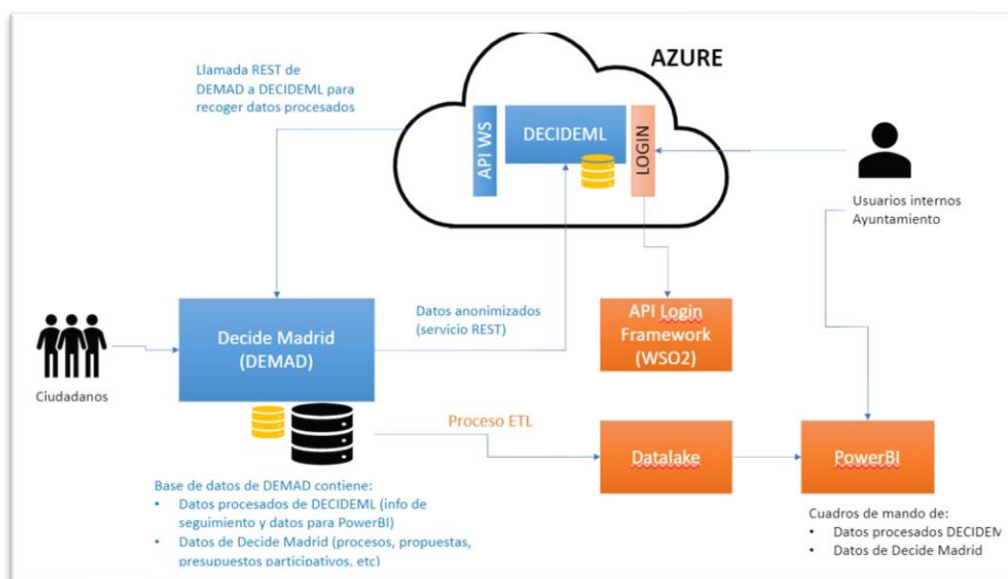 AZURE
Llamada REST de
DEMAD a DECIDEML para
recoger datos procesados
API WS
DECIDEML
LOGIN
Usuarios internos
Ayuntamiento
Decide Madrid
(DEMAD)
Datos anonimizados
(servicio REST)
API Login
Framework
(WSO2)
Ciudadanos
Proceso ETL
Datalake
PowerBI
Base de datos de DEMAD contiene:
• Datos procesados de DECIDEML (info de
seguimiento y datos para PowerBI)
• Datos de Decide Madrid (procesos, propuestas,
presupuestos participativos, etc)
Cuadros de mando de:
• Datos procesados DECIDEM
• Datos de Decide Madrid